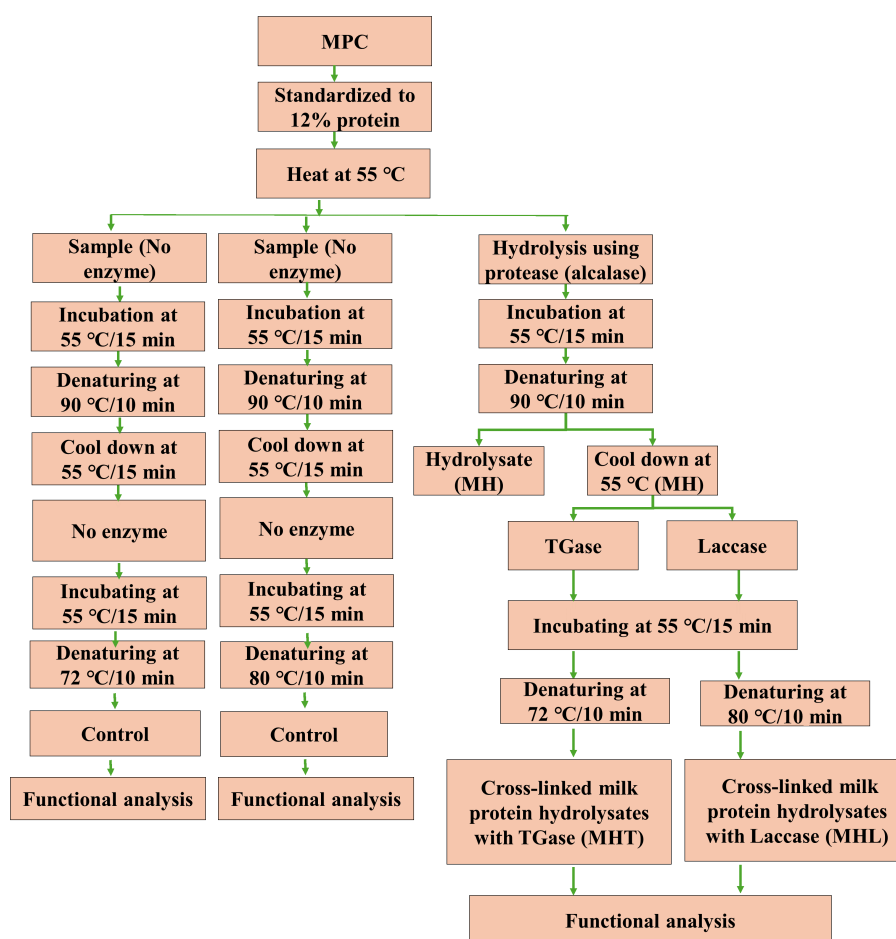 MPC
Standardized to
12% protein
Heat at 55 °C
Sample (No
enzyme)
Incubation at
55 °C/15 min
Denaturing at
90 °C/10 min
Cool down at
55 °C/15 min
No enzyme
Incubating at
55 °C/15 min
Denaturing at
72 °C/10 min
Control
Functional analysis
Sample (No
enzyme)
Incubation at
55 °C/15 min
Denaturing at
90 °C/10 min
Cool down at
55 °C/15 min
No enzyme
Incubating at
55 °C/15 min
Denaturing at
80 °C/10 min
Control
Functional analysis
Hydrolysis using
protease (alcalase)
Incubation at
55 °C/15 min
Denaturing at
90 °C/10 min
Hydrolysate
(MH)
Cool down at
55 °C (MH)
TGase
Laccase
Incubating at 55 °C/15 min
Denaturing at
72 °C/10 min
Denaturing at
80 °C/10 min
Cross-linked milk
protein hydrolysates
with TGase (MHT)
Cross-linked milk
protein hydrolysates
with Laccase (MHL)
Functional analysis